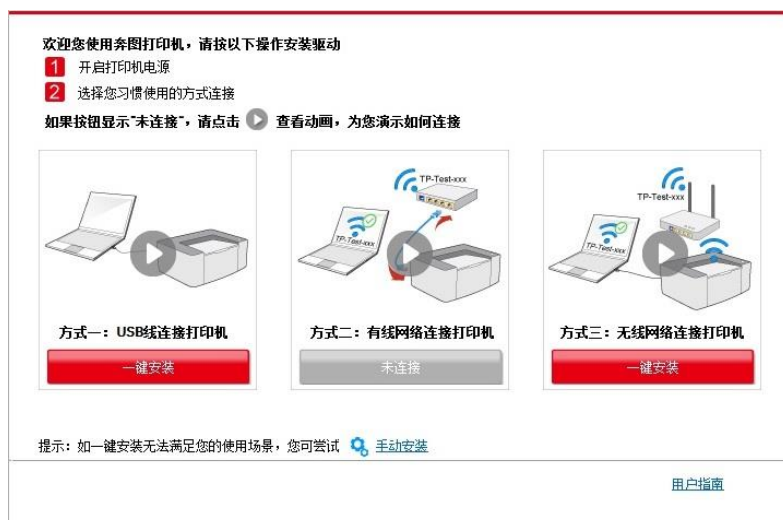 欢迎您使用奔图打印机，请按以下操作安装驱动
1 开启打印机电源
2 选择您习惯使用的方式连接
如果按钮显示"未连接"，请点击 查看动画，为您演示如何连接
TP-Test-xxx
TP-Test-xxx
TP-Test-xxx
TP-Test-xxx
方式一：USB线连接打印机
方式二：有线网络连接打印机
方式三：无线网络连接打印机
一键安装
未连接
一键安装
提示：如一键安装无法满足您的使用场景，您可尝试 手动安装
用户指南